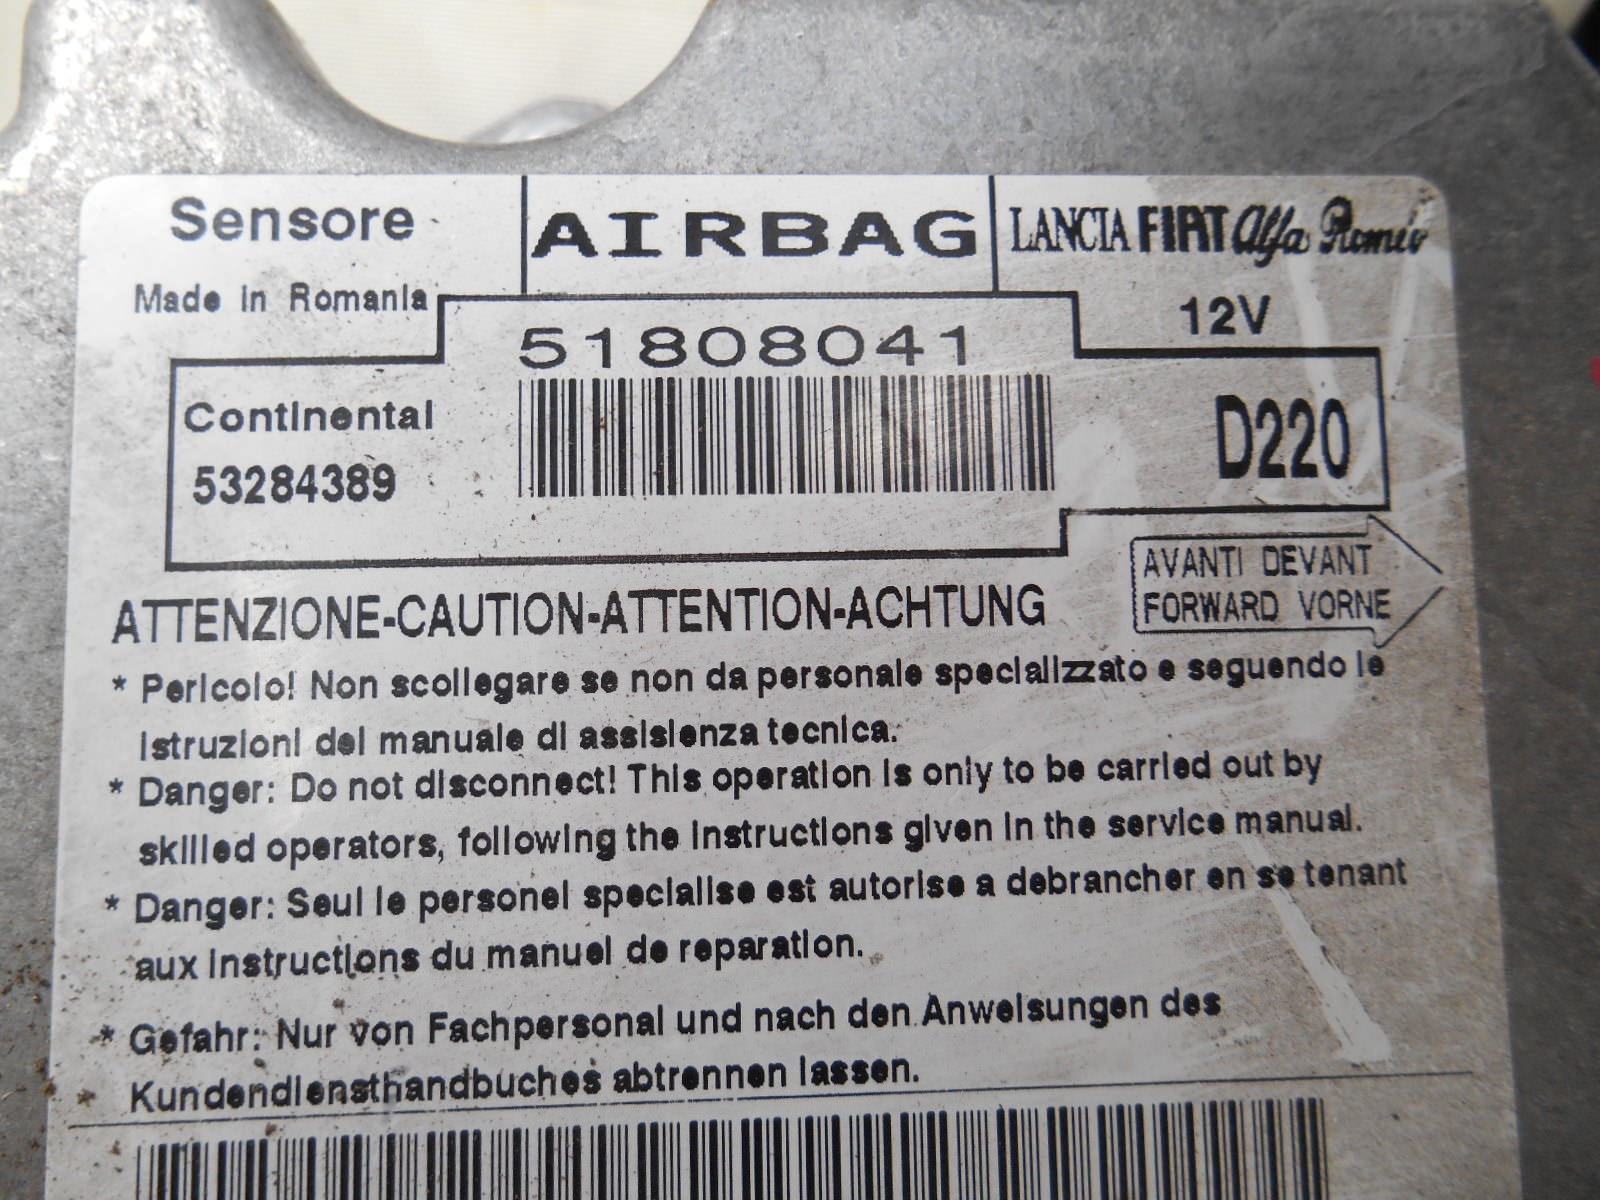 Sensore
AIRBAG
LANCIA FIAT Alfa Romeo
Made in Romania
12V
51808041
Continental
53284389
D220
AVANTI DEVANT
FORWARD VORNE
ATTENZIONE-CAUTION-ATTENTION-ACHTUNG
* Pericolo! Non scollegare se non da personale specializzato e seguendo le
istruzioni del manuale di assisienza tecnica.
* Danger: Do not disconnect! This operation is only to be carried out by
skilled operators, following the instructions given in the service manual.
* Danger: Seul le personel specialise est autorise a debrancher en se tenant
aux instructions du manuel de reparation.
* Gefahr: Nur von Fachpersonal und nach den Anweisungen des
Kundendiensthandbuches abtrennen lassen.